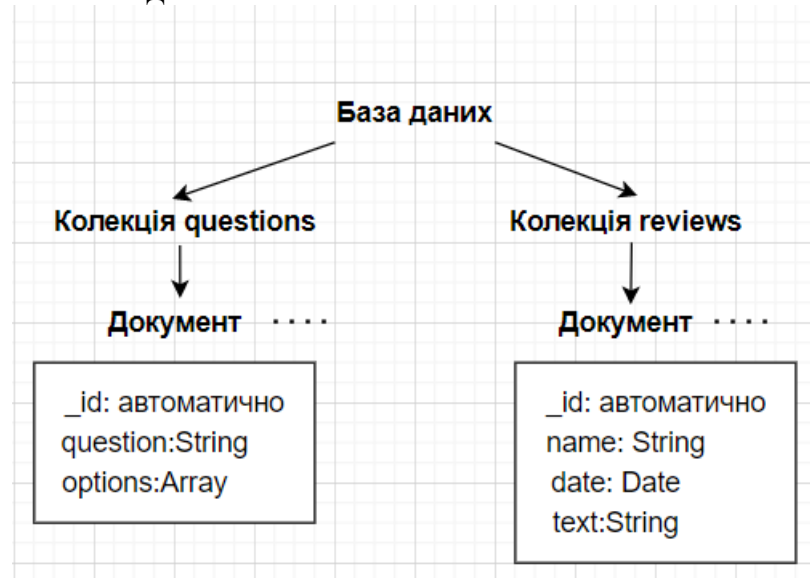 База даних
Колекція questions
Колекція reviews
Документ ....
Документ ....
_id: автоматично
question:String
options:Array
_id: автоматично
name: String
date: Date
text:String